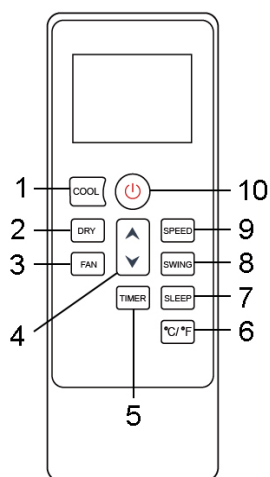 1 COOL 10
2 DRY SPEED 9
3 FAN SWING 8
4 TIMER SLEEP 7
5 °C/°F 6